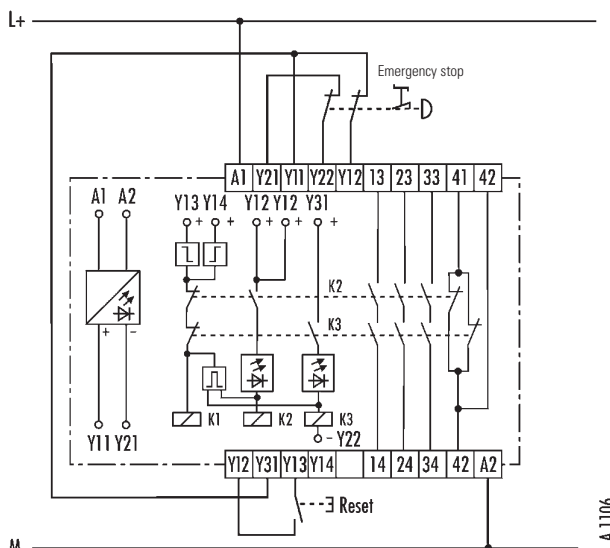 L+
Emergency stop
A1 Y21 Y11 Y22 Y12 13 23 33 41 42
A1 A2 Y13 Y14 Y12 Y12 Y31
+ + + + +
K2
K3
+ −
K1 K2 K3
− Y22
Y11 Y21
Y12 Y31 Y13 Y14 14 24 34 42 A2
Reset
M
A 1106